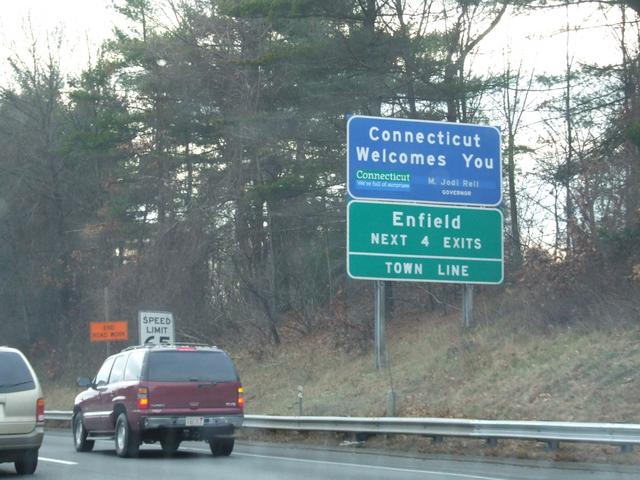 Connecticut
Welcomes You
Connecticut
We're full of surprises
M. Jodi Rell
GOVERNOR
Enfield
NEXT 4 EXITS
TOWN LINE
END
ROAD WORK
SPEED
LIMIT
65